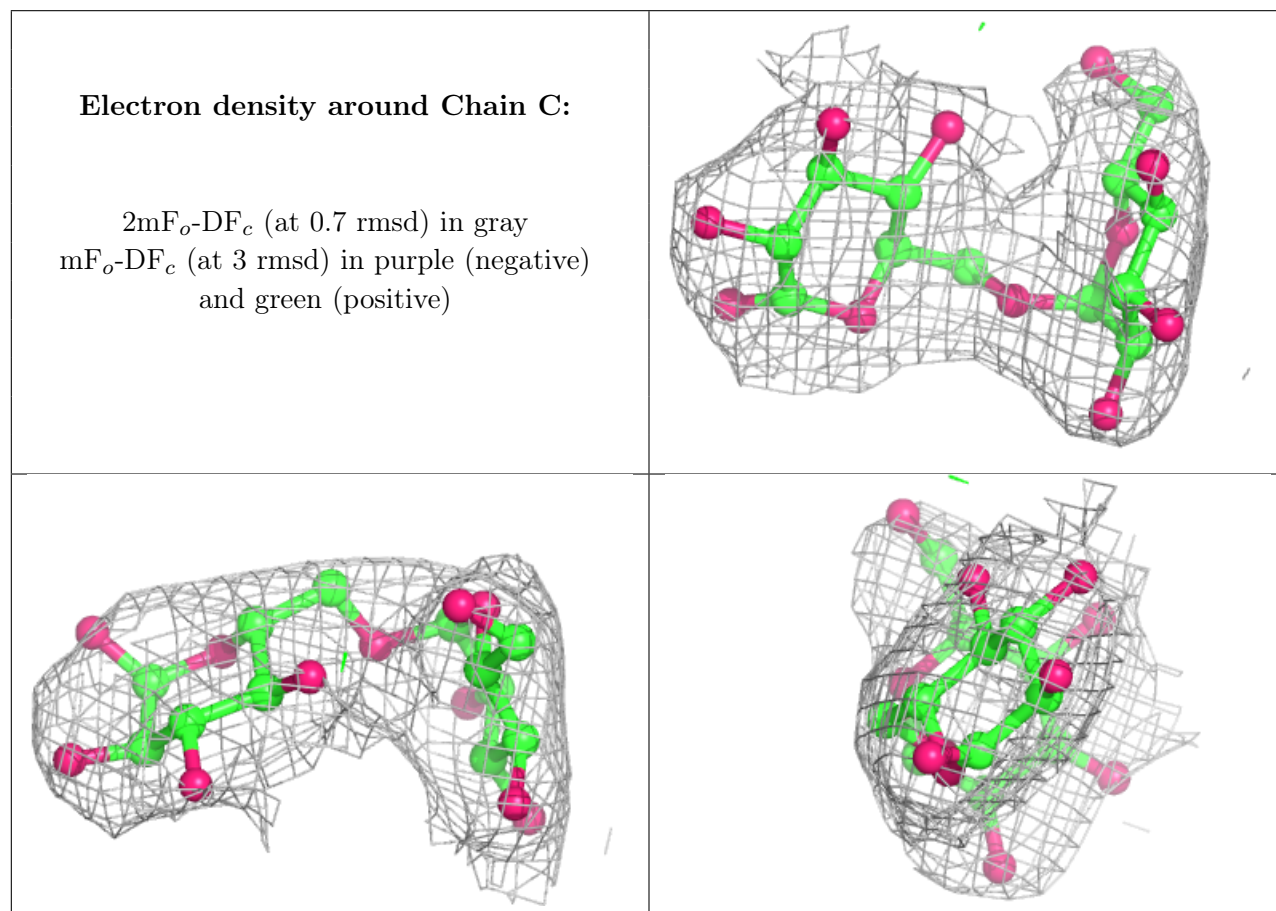 Electron density around Chain C:
2mFo-DFc (at 0.7 rmsd) in gray
mFo-DFc (at 3 rmsd) in purple (negative)
and green (positive)